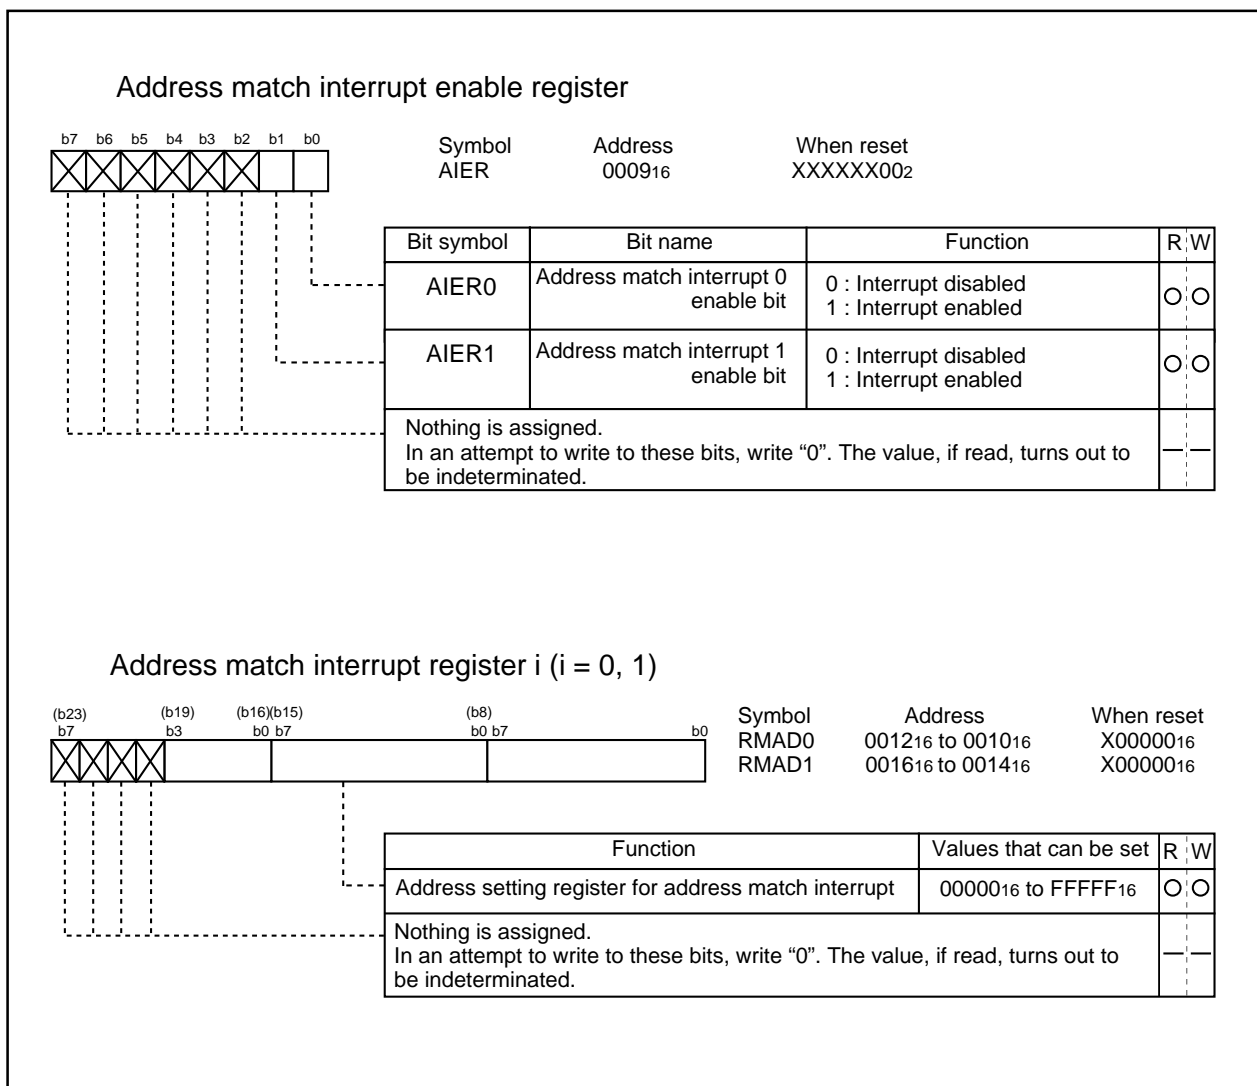 Address match interrupt enable register
b7 b6 b5 b4 b3 b2 b1 b0
Symbol Address When reset
AIER 000916 XXXXXX002
Bit symbol Bit name Function R W
AIER0 Address match interrupt 0 enable bit 0 : Interrupt disabled
1 : Interrupt enabled
AIER1 Address match interrupt 1 enable bit 0 : Interrupt disabled
1 : Interrupt enabled
Nothing is assigned.
In an attempt to write to these bits, write “0”. The value, if read, turns out to
be indeterminated.
Address match interrupt register i (i = 0, 1)
(b23) (b19) (b16)(b15) (b8)
b7 b3 b0 b7 b0 b7 b0
Symbol Address When reset
RMAD0 001216 to 001016 X0000016
RMAD1 001616 to 001416 X0000016
Function Values that can be set R W
Address setting register for address match interrupt 0000016 to FFFFF16
Nothing is assigned.
In an attempt to write to these bits, write “0”. The value, if read, turns out to
be indeterminated.